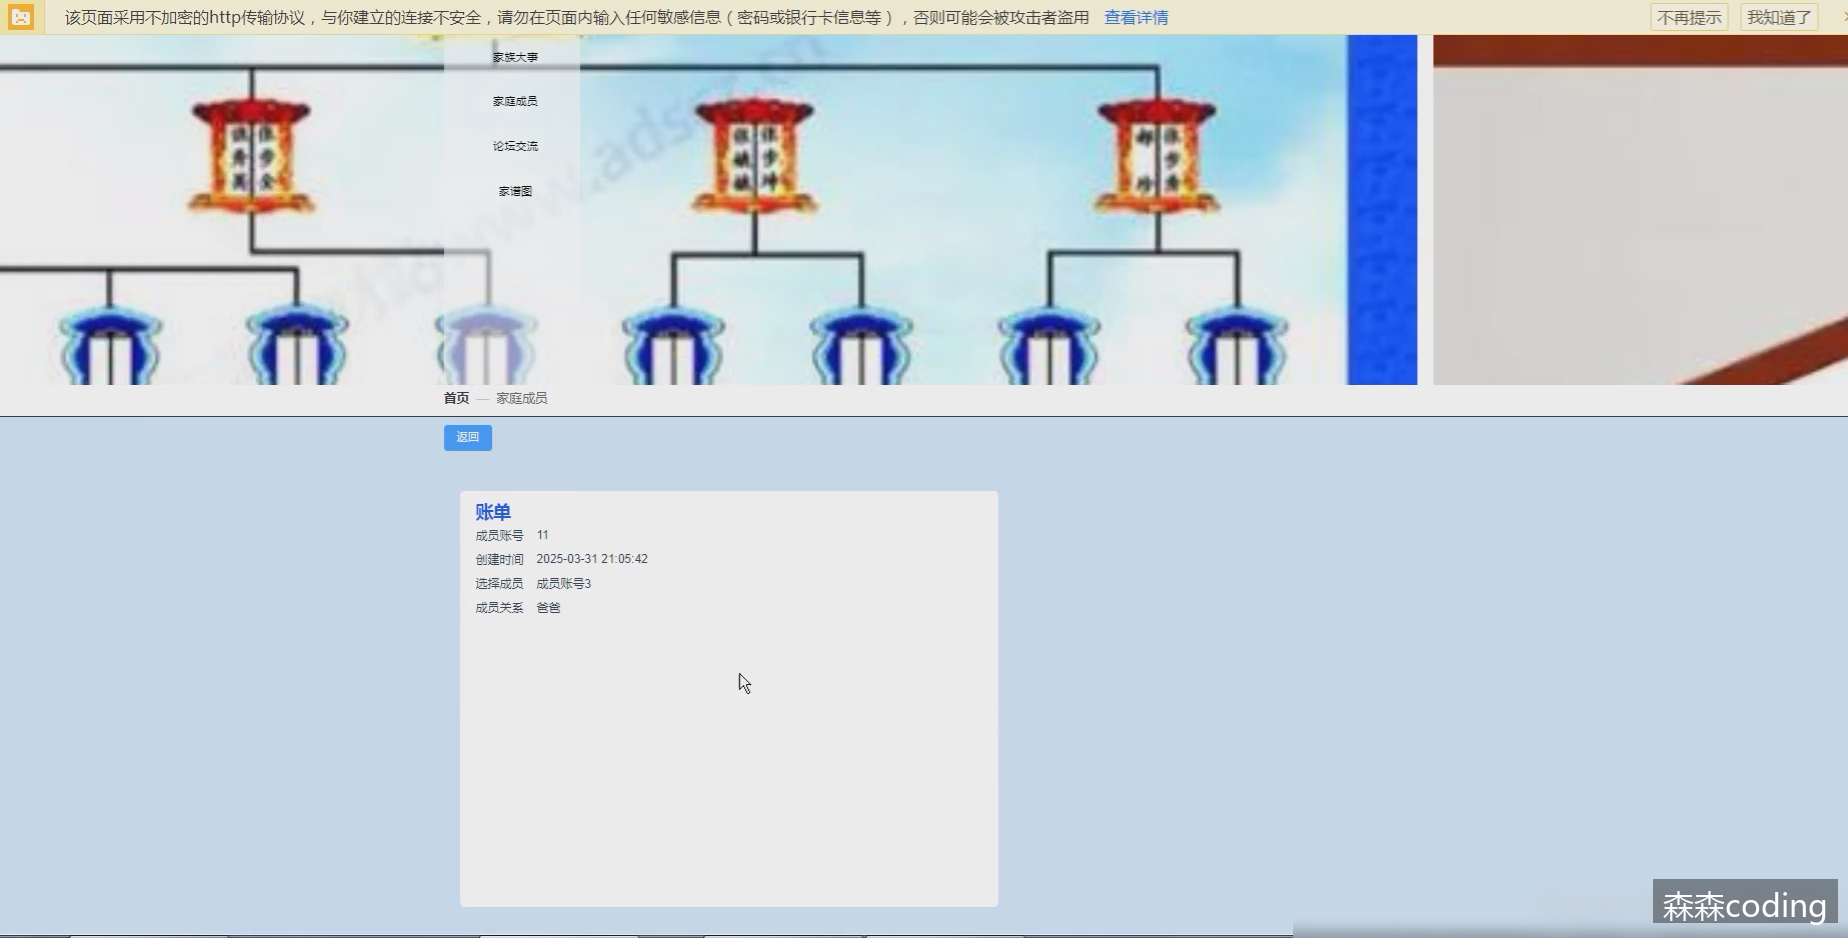 该页面采用不加密的http传输协议，与你建立的连接不安全，请勿在页面内输入任何敏感信息（密码或银行卡信息等），否则可能会被攻击者盗用 查看详情 不再提示 我知道了
家族大事
家庭成员
论坛交流
家谱图
首页 — 家庭成员
返回
账单
成员账号 11
创建时间 2025-03-31 21:05:42
选择成员 成员账号3
成员关系 爸爸
森森coding